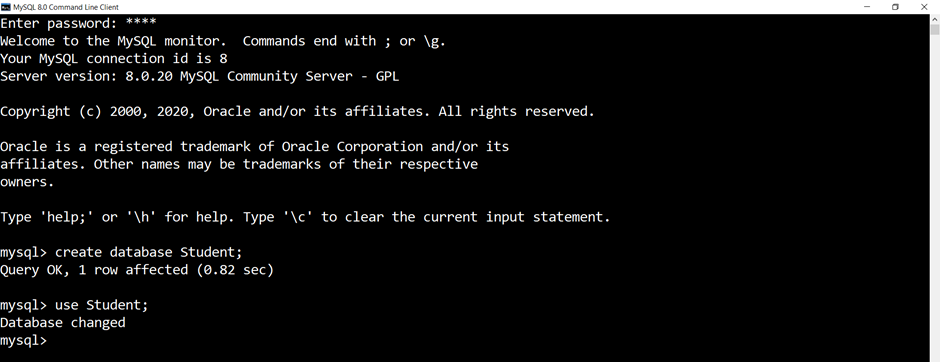 MySQL 8.0 Command Line Client
Enter password: ****
Welcome to the MySQL monitor.  Commands end with ; or \g.
Your MySQL connection id is 8
Server version: 8.0.20 MySQL Community Server - GPL
Copyright (c) 2000, 2020, Oracle and/or its affiliates. All rights reserved.
Oracle is a registered trademark of Oracle Corporation and/or its
affiliates. Other names may be trademarks of their respective
owners.
Type 'help;' or '\h' for help. Type '\c' to clear the current input statement.
mysql> create database Student;
Query OK, 1 row affected (0.82 sec)
mysql> use Student;
Database changed
mysql>